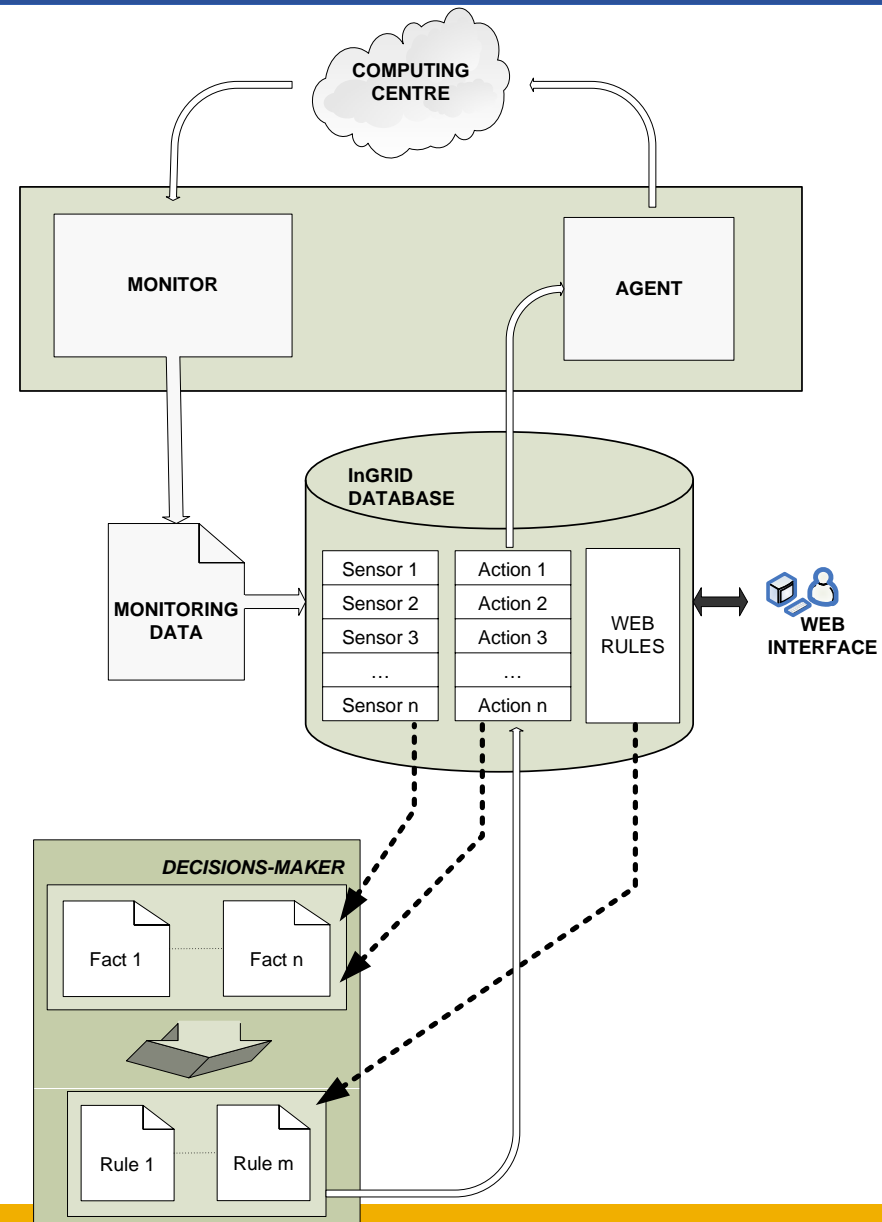 COMPUTING
CENTRE
MONITOR
AGENT
InGRID
DATABASE
MONITORING
DATA
Sensor 1
Sensor 2
Sensor 3
…
Sensor n
Action 1
Action 2
Action 3
…
Action n
WEB
RULES
WEB
INTERFACE
DECISIONS-MAKER
Fact 1
Fact n
Rule 1
Rule m